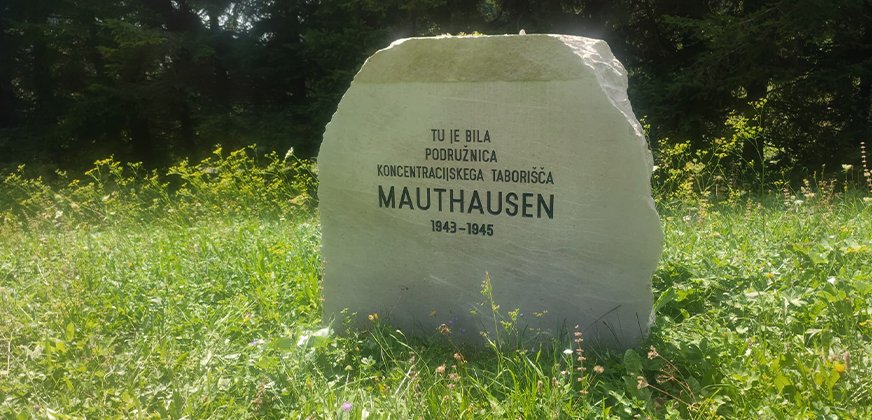 TU JE BILA
PODRUŽNICA
KONCENTRACIJSKEGA TABORIŠČA
MAUTHAUSEN
1943-1945